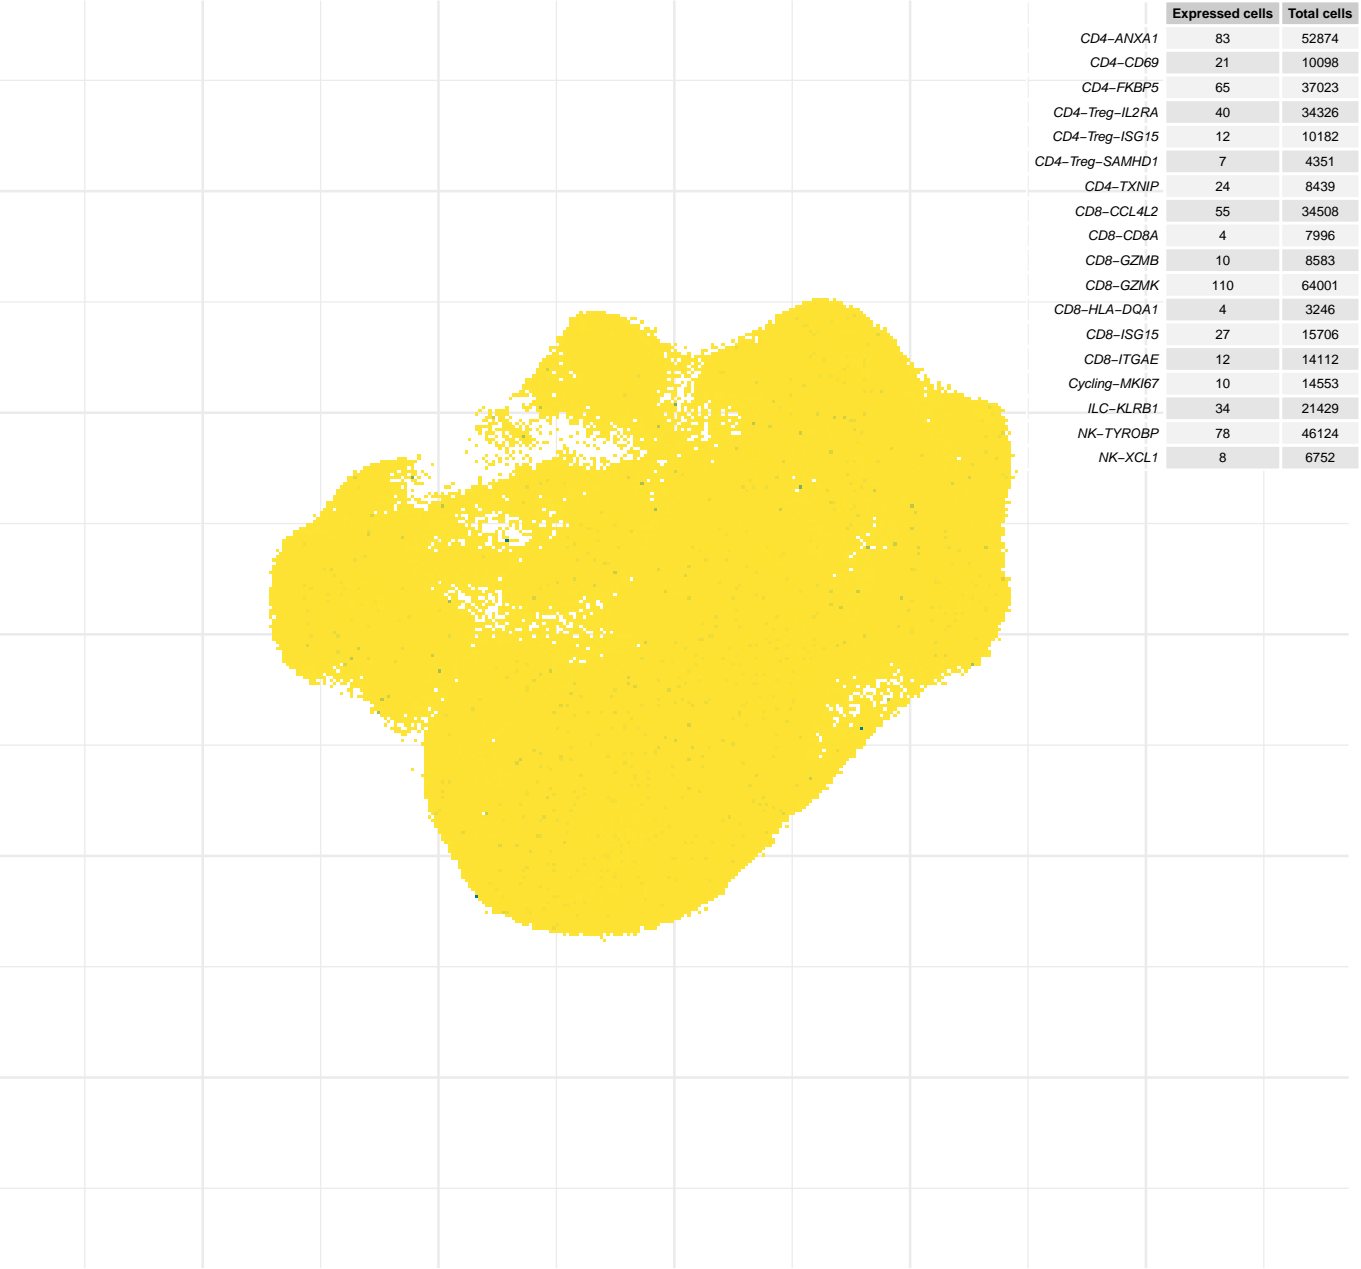 Expressed cells Total cells
CD4−ANXA1 83 52874
CD4−CD69 21 10098
CD4−FKBP5 65 37023
CD4−Treg−IL2RA 40 34326
CD4−Treg−ISG15 12 10182
CD4−Treg−SAMHD1 7 4351
CD4−TXNIP 24 8439
CD8−CCL4L2 55 34508
CD8−CD8A 4 7996
CD8−GZMB 10 8583
CD8−GZMK 110 64001
CD8−HLA−DQA1 4 3246
CD8−ISG15 27 15706
CD8−ITGAE 12 14112
Cycling−MKI67 10 14553
ILC−KLRB1 34 21429
NK−TYROBP 78 46124
NK−XCL1 8 6752